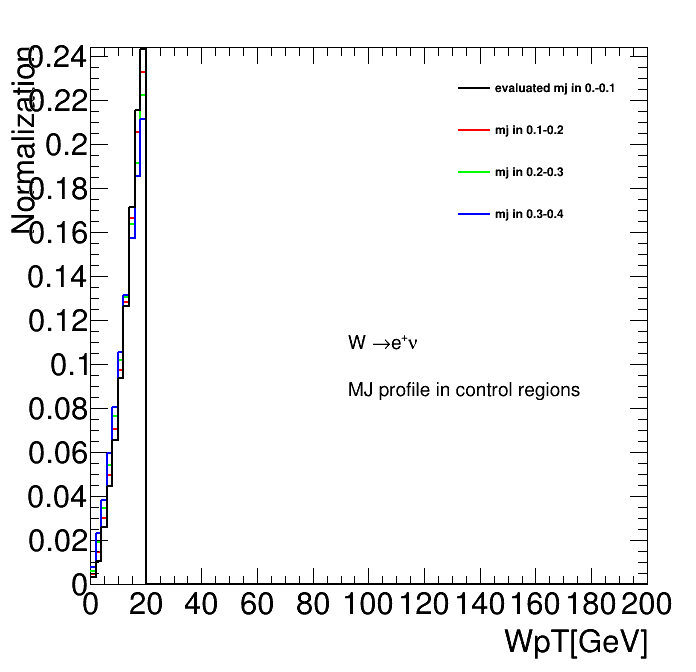 Normalization
0.24
0.22
0.2
0.18
0.16
0.14
0.12
0.1
0.08
0.06
0.04
0.02
0
evaluated mj in 0.-0.1
mj in 0.1-0.2
mj in 0.2-0.3
mj in 0.3-0.4
W →e⁺ν
MJ profile in control regions
0 20 40 60 80 100 120 140 160 180 200
WpT[GeV]